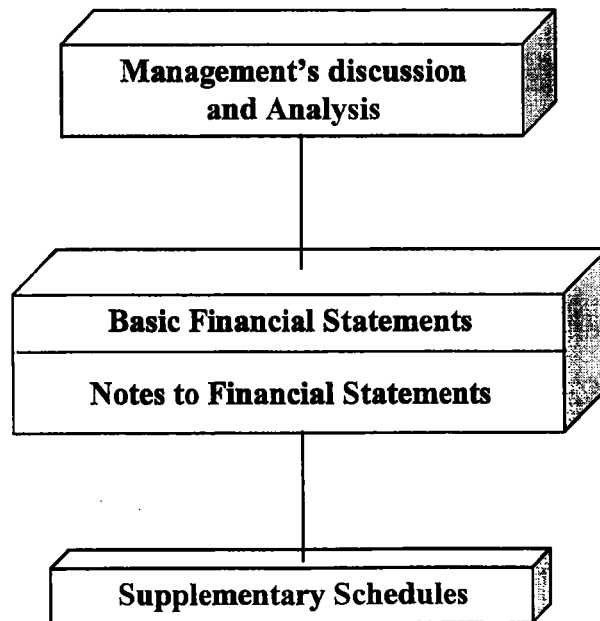 Management's discussion
and Analysis
Basic Financial Statements
Notes to Financial Statements
Supplementary Schedules